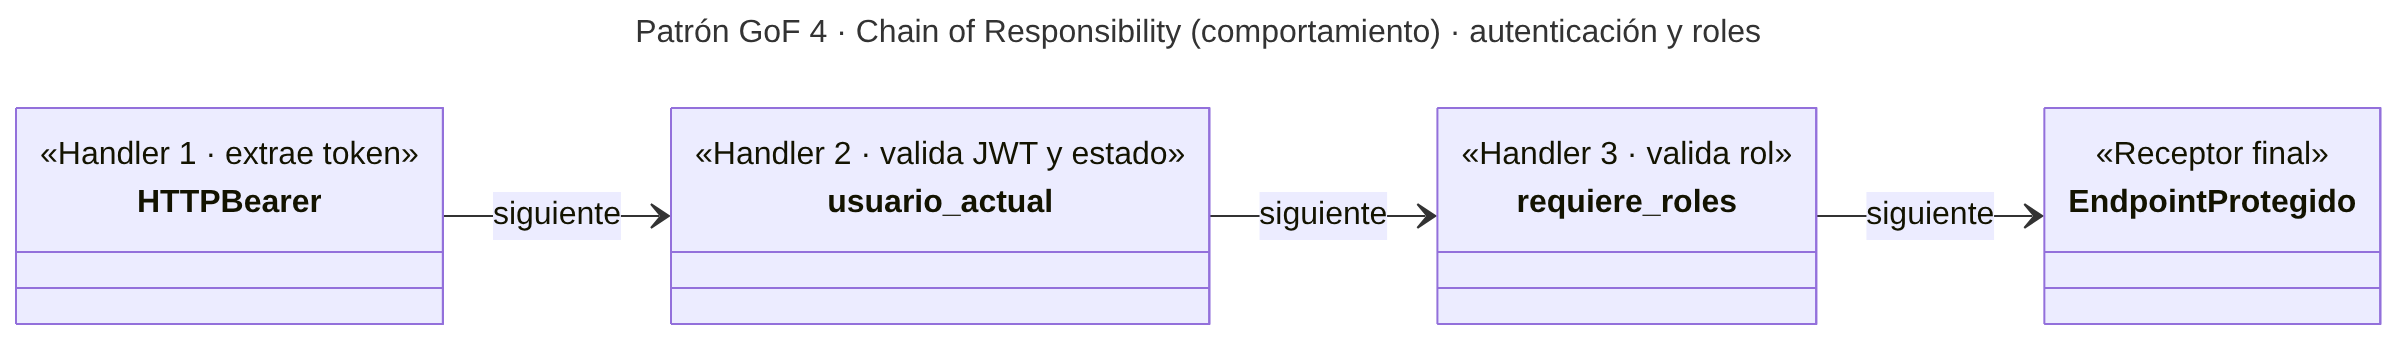 Patrón GoF 4 · Chain of Responsibility (comportamiento) · autenticación y roles
«Handler 1 · extrae token»
HTTPBearer
siguiente
«Handler 2 · valida JWT y estado»
usuario_actual
siguiente
«Handler 3 · valida rol»
requiere_roles
siguiente
«Receptor final»
EndpointProtegido